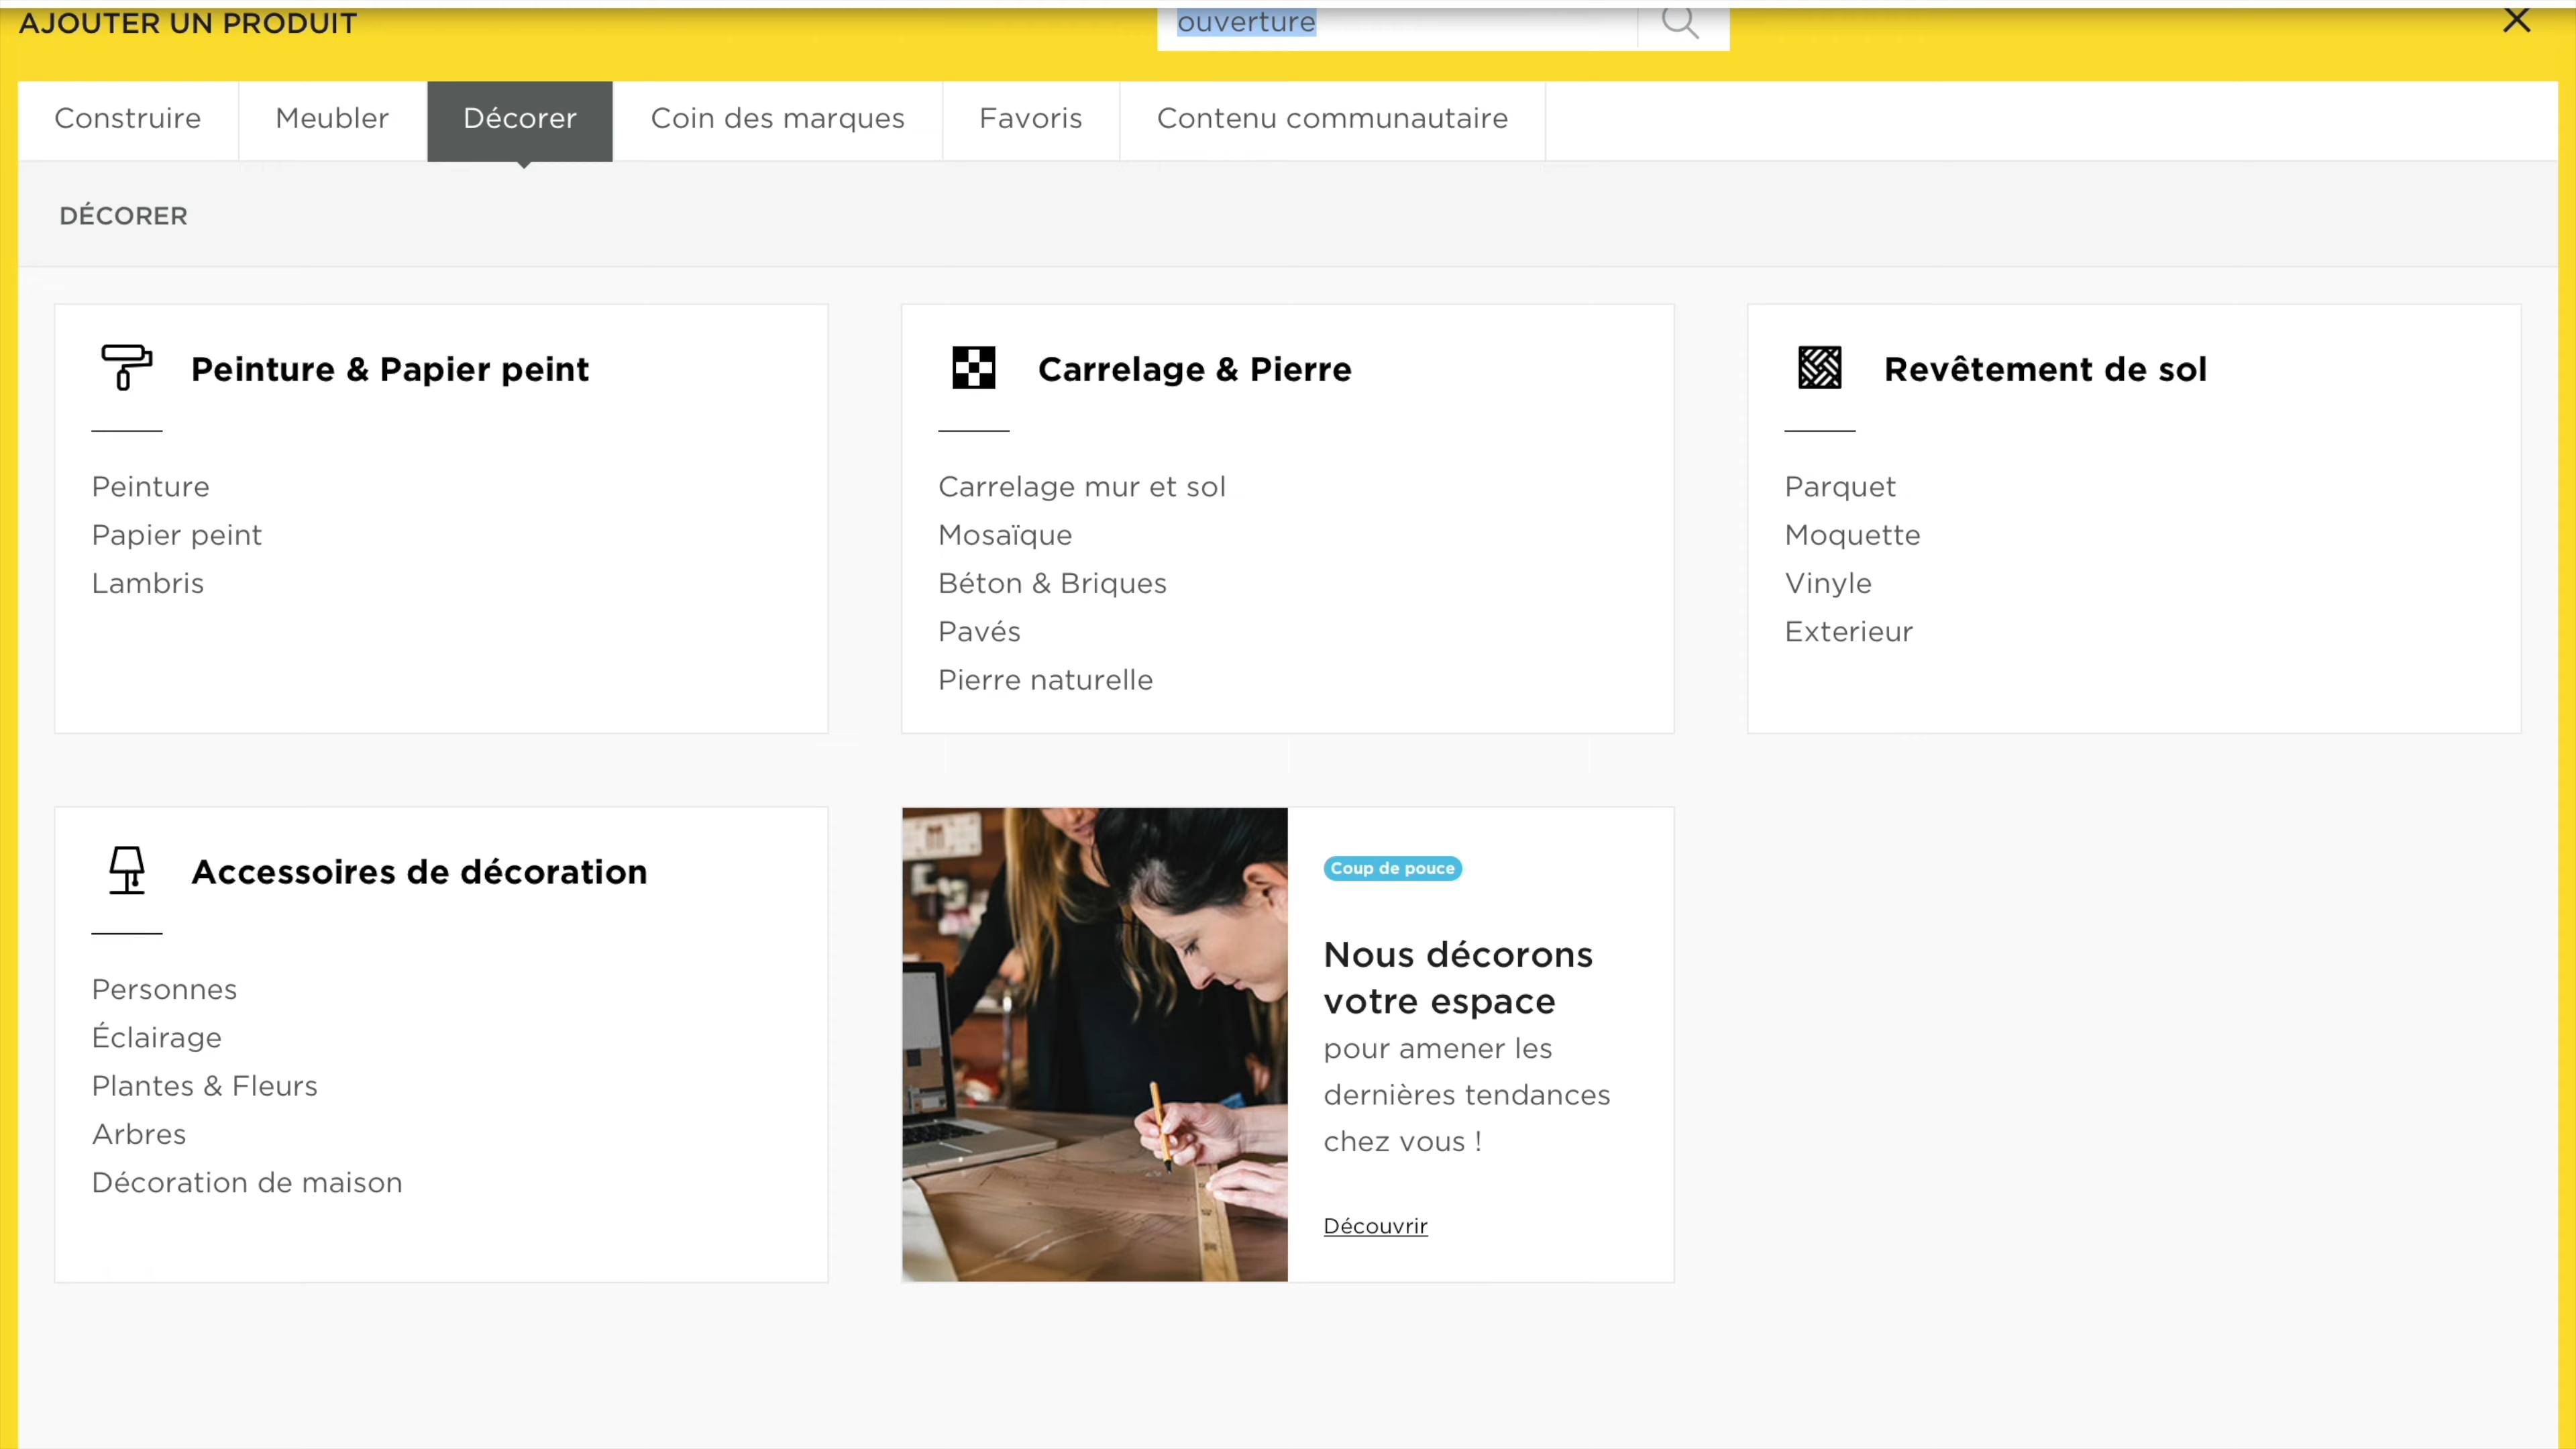 AJOUTER UN PRODUIT
ouverture
Construire
Meubler
Décorer
Coin des marques
Favoris
Contenu communautaire
DÉCORER
Peinture & Papier peint
Peinture
Papier peint
Lambris
Carrelage & Pierre
Carrelage mur et sol
Mosaïque
Béton & Briques
Pavés
Pierre naturelle
Revêtement de sol
Parquet
Moquette
Vinyle
Exterieur
Accessoires de décoration
Personnes
Éclairage
Plantes & Fleurs
Arbres
Décoration de maison
Coup de pouce
Nous décorons
votre espace
pour amener les
dernières tendances
chez vous !
Découvrir